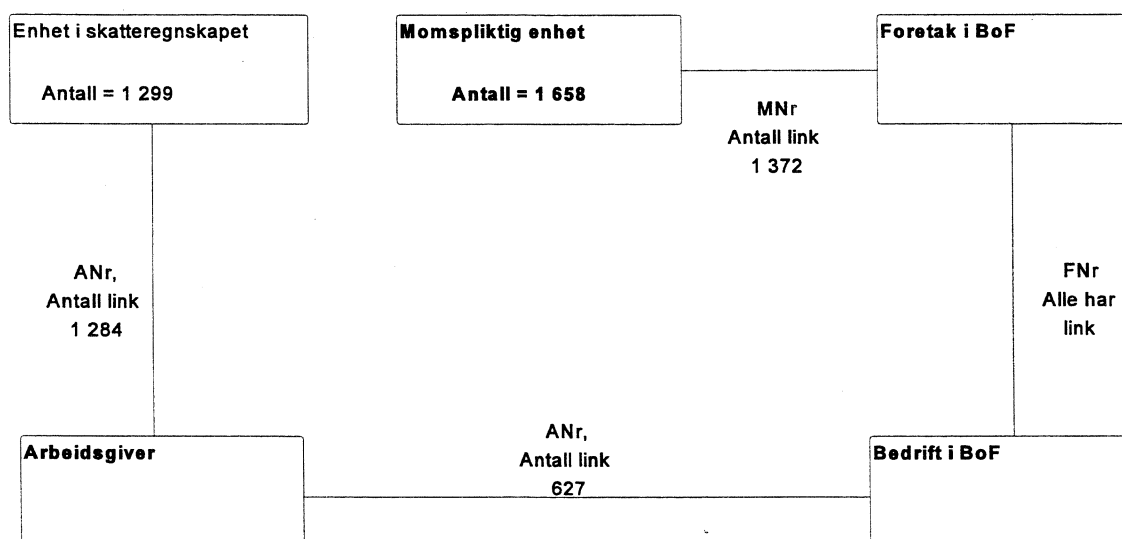 Enhet i skatteregnskapet
Antall = 1 299
Momspliktig enhet
Antall = 1 658
Foretak i BoF
MNr
Antall link
1 372
ANr,
Antall link
1 284
FNr
Alle har
link
Arbeidsgiver
ANr,
Antall link
627
Bedrift i BoF